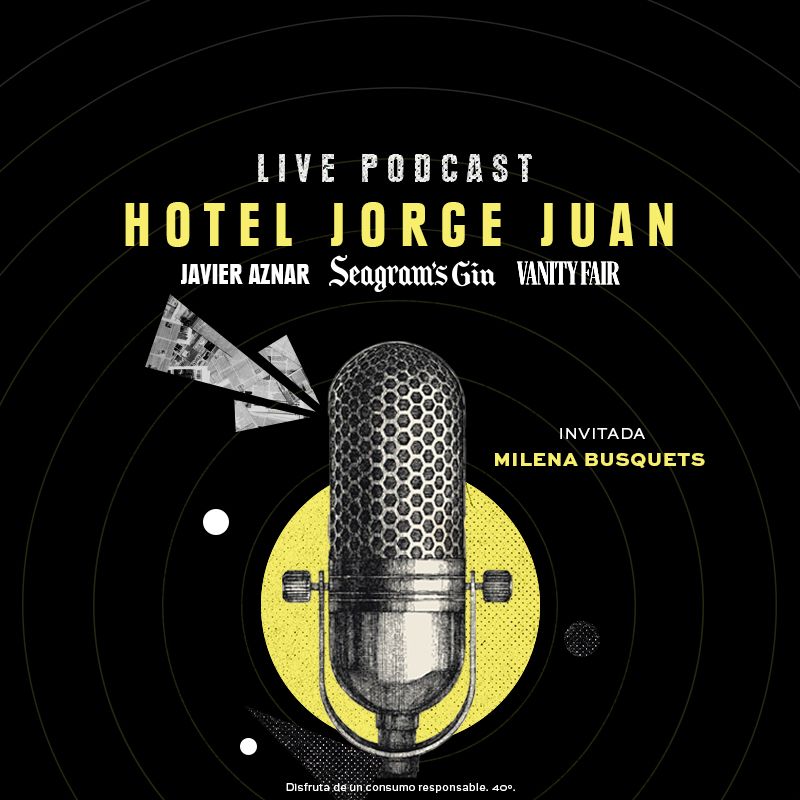 LIVE PODCAST
HOTEL JORGE JUAN
JAVIER AZNAR Seagram's Gin VANITY FAIR
INVITADA
MILENA BUSQUETS
Disfruta de un consumo responsable. 40º.